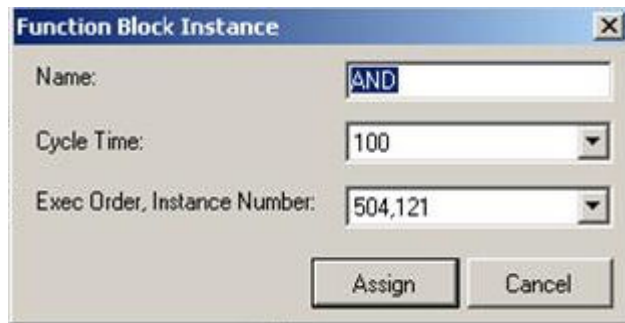 Function Block Instance
Name: AND
Cycle Time: 100
Exec Order, Instance Number: 504,121
Assign Cancel